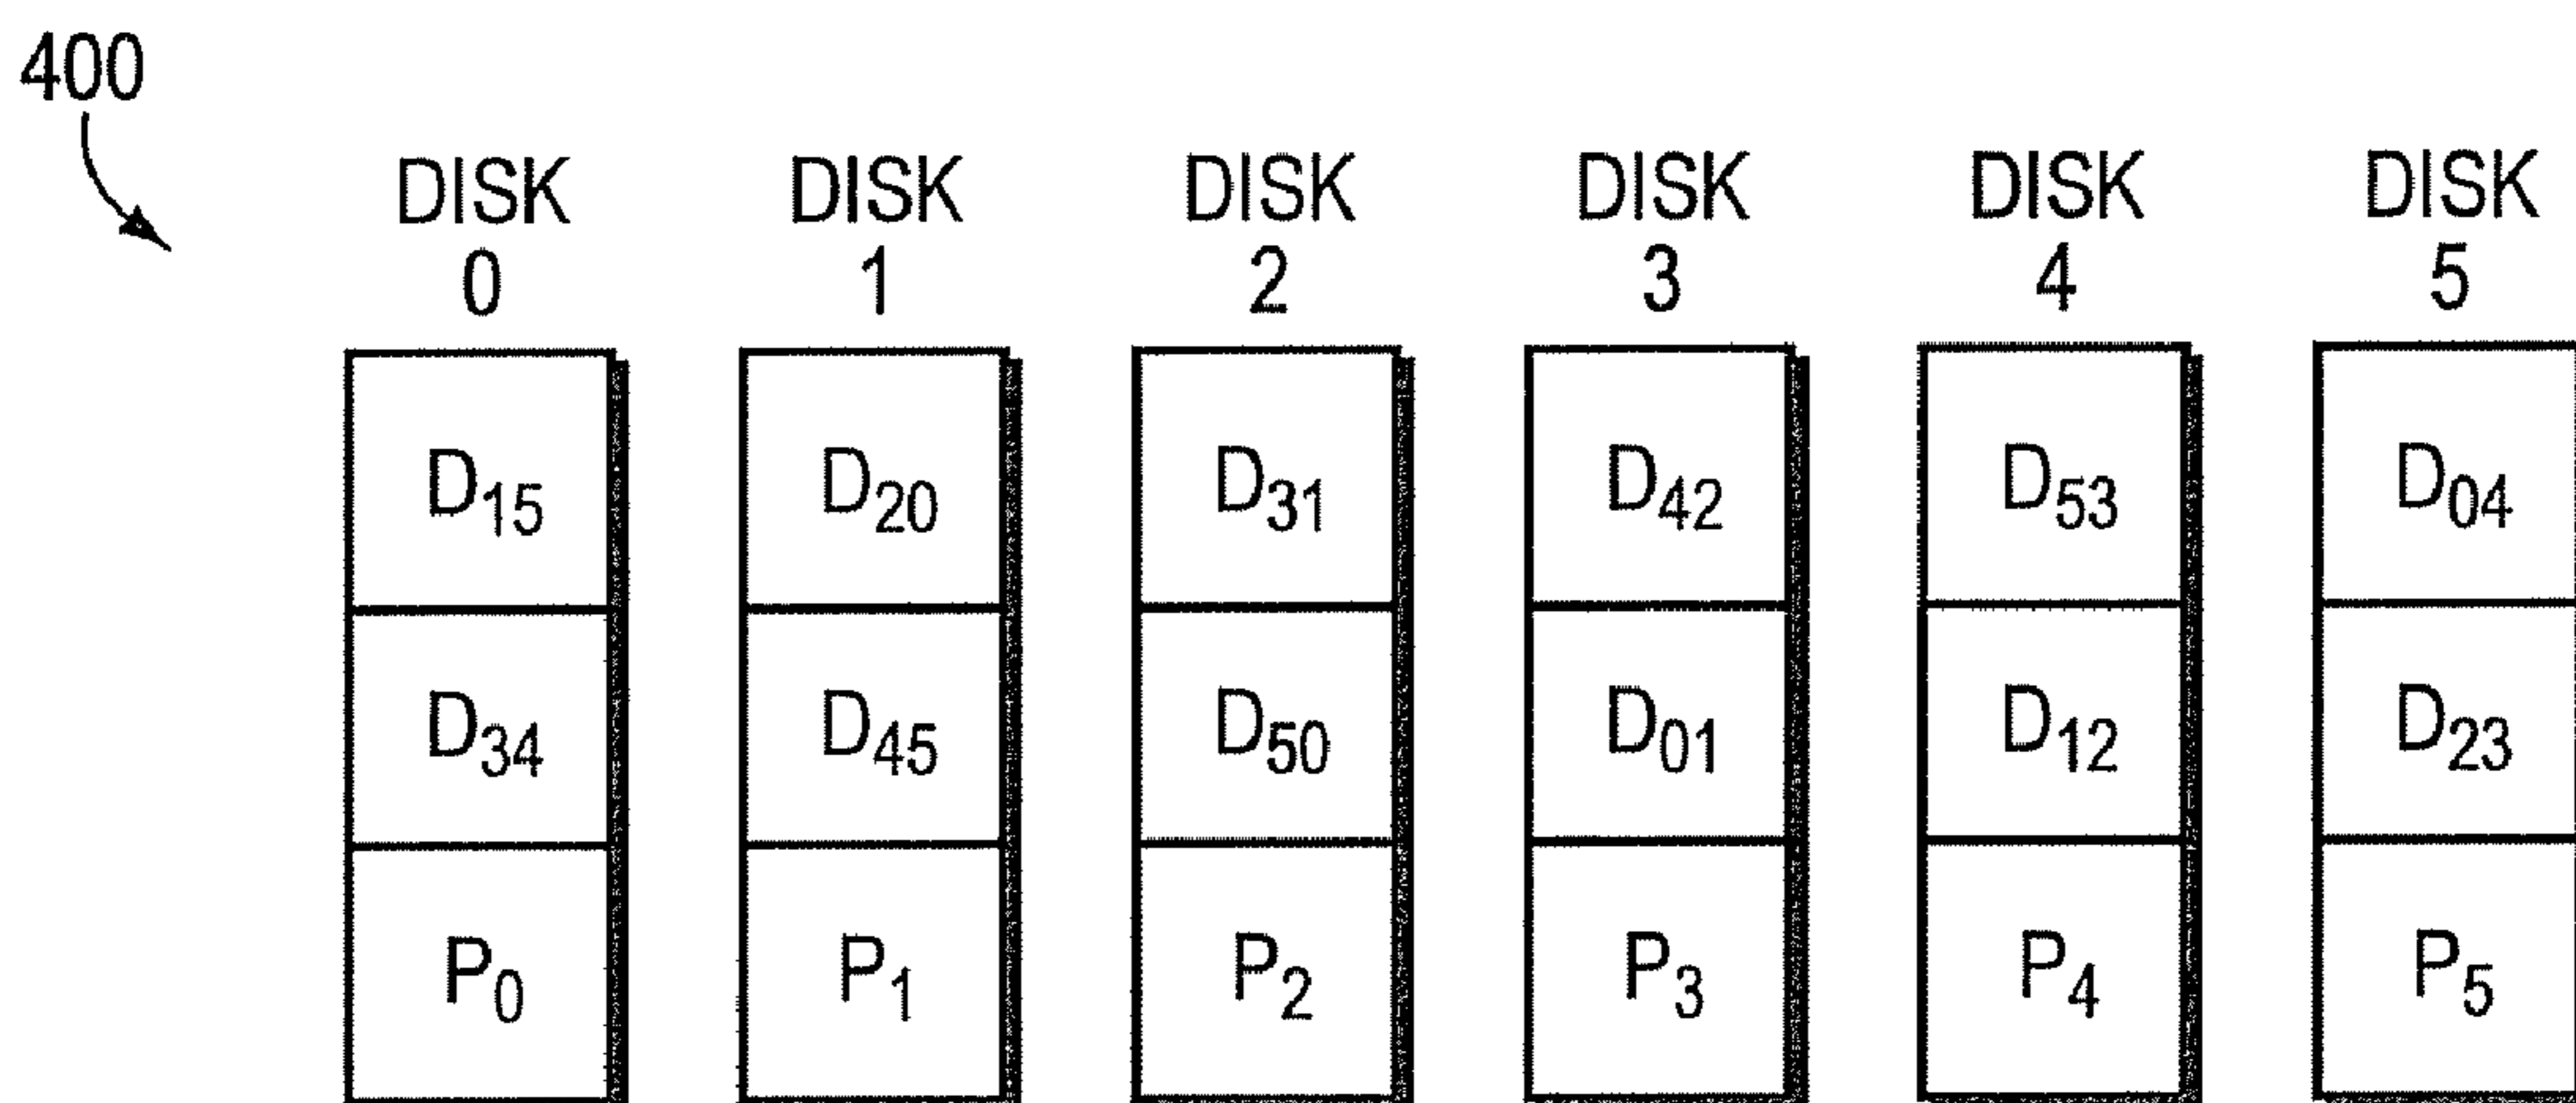 400
DISK DISK DISK DISK DISK DISK
0 1 2 3 4 5
D15 D20 D31 D42 D53 D04
D34 D45 D50 D01 D12 D23
P0 P1 P2 P3 P4 P5